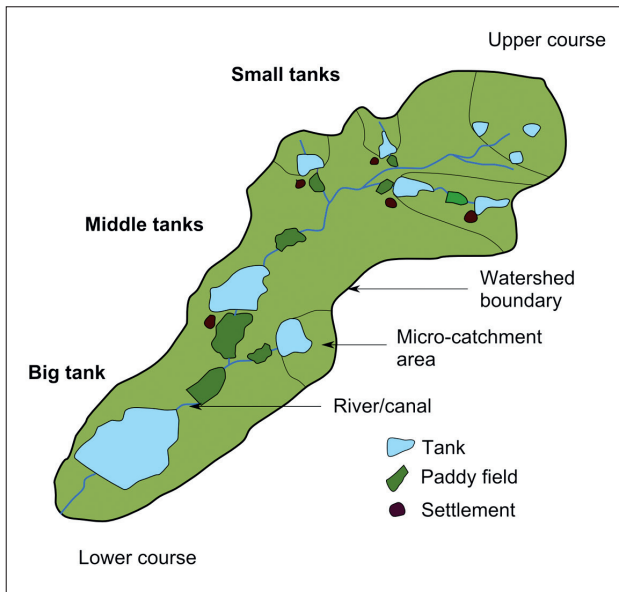 Upper course
Small tanks
Middle tanks
Watershed
boundary
Micro-catchment
area
Big tank
River/canal
Tank
Paddy field
Settlement
Lower course